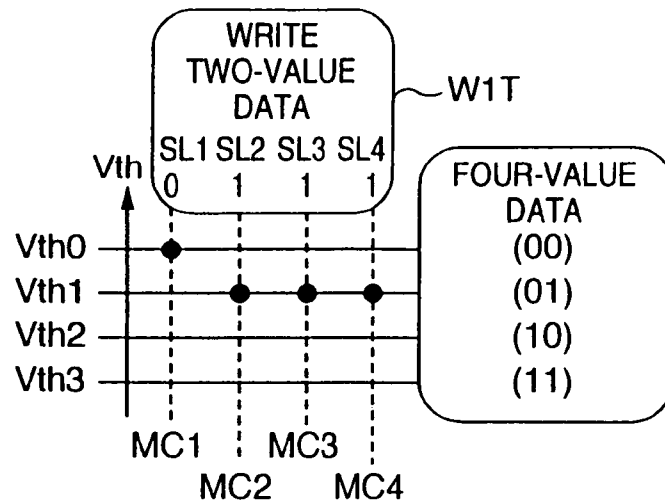 WRITE
TWO-VALUE
DATA
W1T
SL1 SL2 SL3 SL4
0 1 1 1
Vth
FOUR-VALUE
DATA
Vth0 (00)
Vth1 (01)
Vth2 (10)
Vth3 (11)
MC1 MC3
MC2 MC4